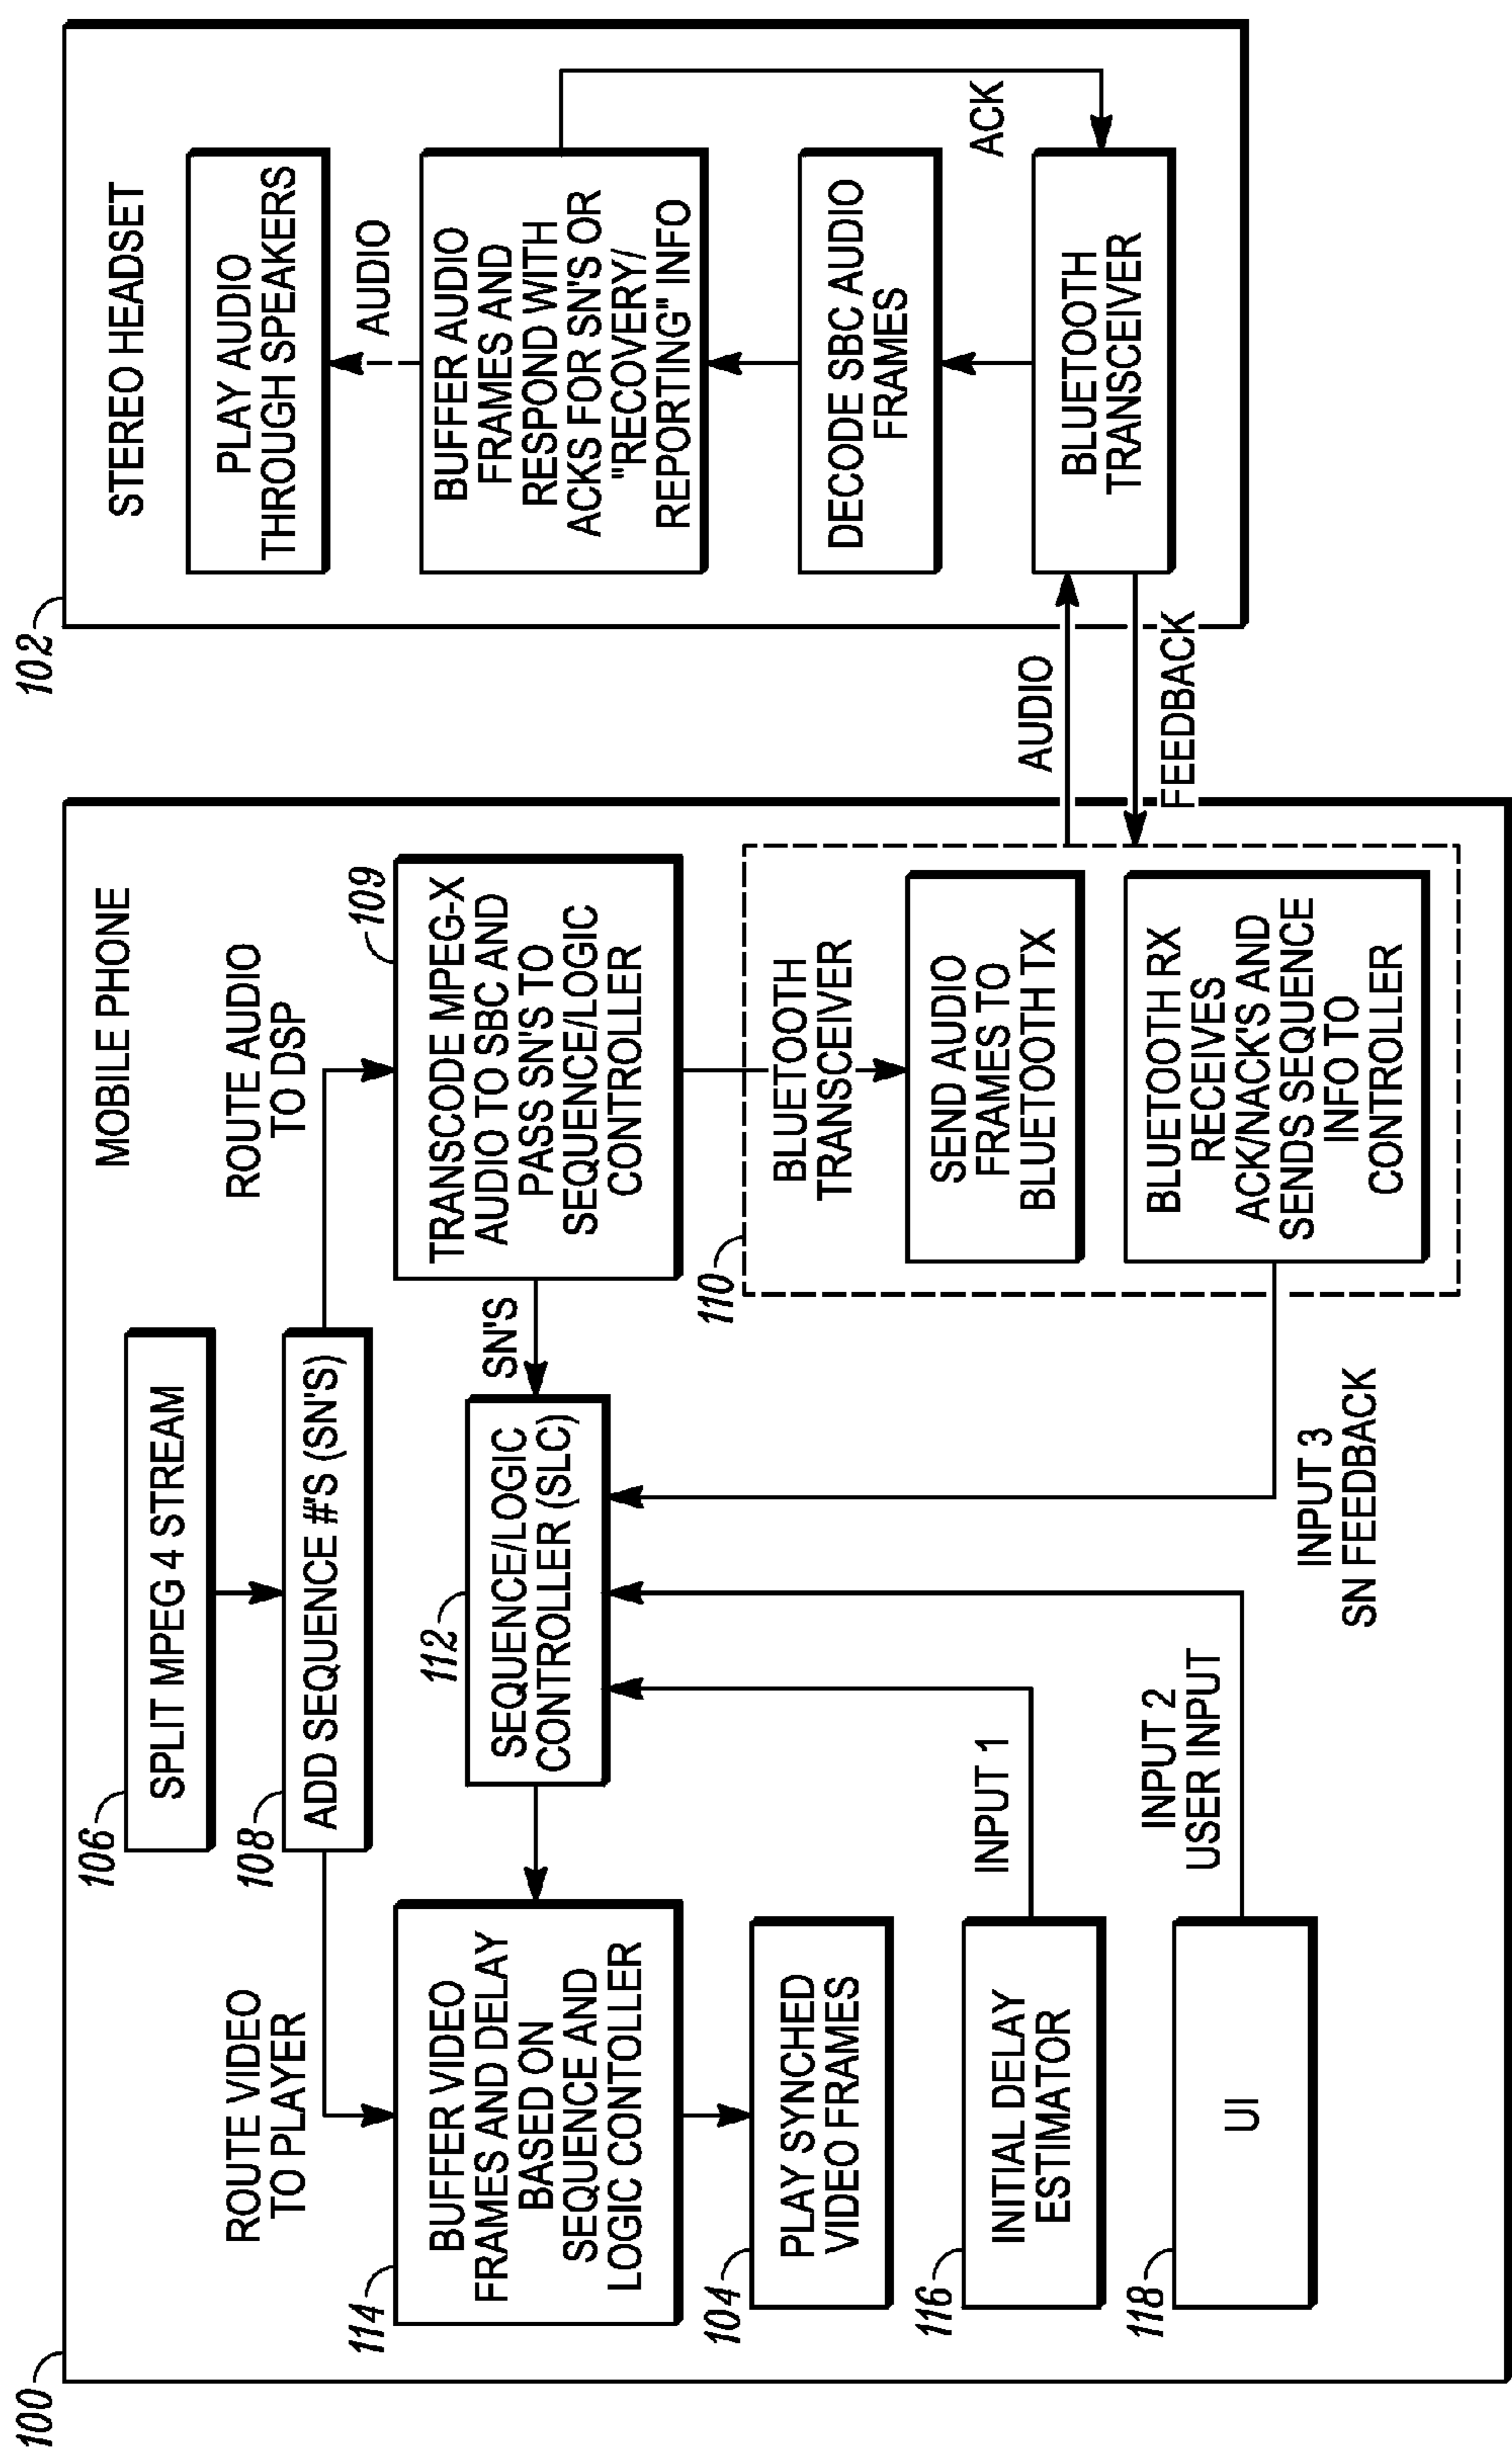 100
MOBILE PHONE
106
SPLIT MPEG 4 STREAM
108
ADD SEQUENCE #'S (SN'S)
ROUTE VIDEO
TO PLAYER
ROUTE AUDIO
TO DSP
114
BUFFER VIDEO
FRAMES AND DELAY
BASED ON
SEQUENCE AND
LOGIC CONTOLLER
112
SEQUENCE/LOGIC
CONTROLLER (SLC)
SN'S
109
TRANSCODE MPEG-X
AUDIO TO SBC AND
PASS SN'S TO
SEQUENCE/LOGIC
CONTROLLER
104
PLAY SYNCHED
VIDEO FRAMES
116
INITIAL DELAY
ESTIMATOR
INPUT 1
118
UI
INPUT 2
USER INPUT
INPUT 3
SN FEEDBACK
110
BLUETOOTH
TRANSCEIVER
SEND AUDIO
FRAMES TO
BLUETOOTH TX
BLUETOOTH RX
RECEIVES
ACK/NACK'S AND
SENDS SEQUENCE
INFO TO
CONTROLLER
AUDIO
FEEDBACK
102
STEREO HEADSET
PLAY AUDIO
THROUGH SPEAKERS
AUDIO
BUFFER AUDIO
FRAMES AND
RESPOND WITH
ACKS FOR SN'S OR
"RECOVERY/
REPORTING" INFO
DECODE SBC AUDIO
FRAMES
BLUETOOTH
TRANSCEIVER
ACK